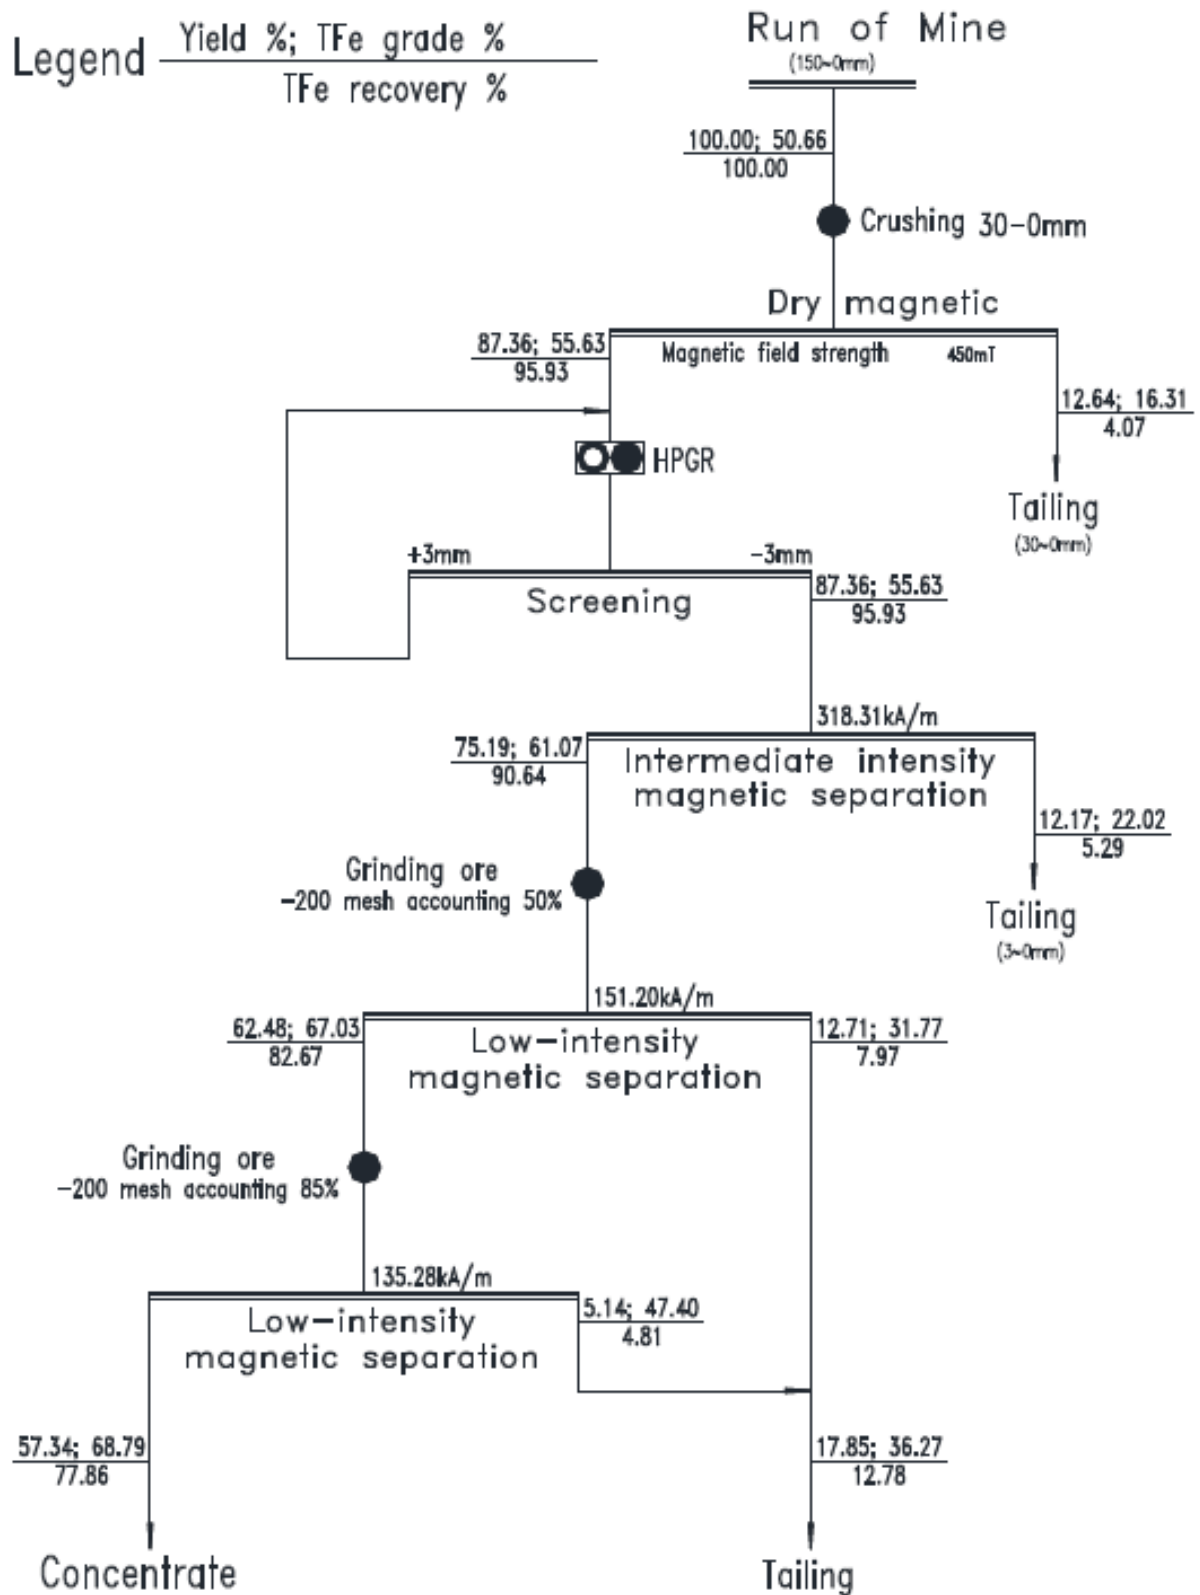 Legend
Yield %; TFe grade %
TFe recovery %
Run of Mine
(150~0mm)
100.00; 50.66
100.00
Crushing 30-0mm
Dry magnetic
87.36; 55.63
95.93
Magnetic field strength 450mT
12.64; 16.31
4.07
HPGR
Tailing
(30~0mm)
+3mm
-3mm
Screening
87.36; 55.63
95.93
318.31kA/m
75.19; 61.07
90.64
Intermediate intensity
magnetic separation
12.17; 22.02
5.29
Grinding ore
-200 mesh accounting 50%
Tailing
(3~0mm)
151.20kA/m
62.48; 67.03
82.67
Low-intensity
magnetic separation
12.71; 31.77
7.97
Grinding ore
-200 mesh accounting 85%
135.28kA/m
Low-intensity
magnetic separation
5.14; 47.40
4.81
57.34; 68.79
77.86
17.85; 36.27
12.78
Concentrate
Tailing